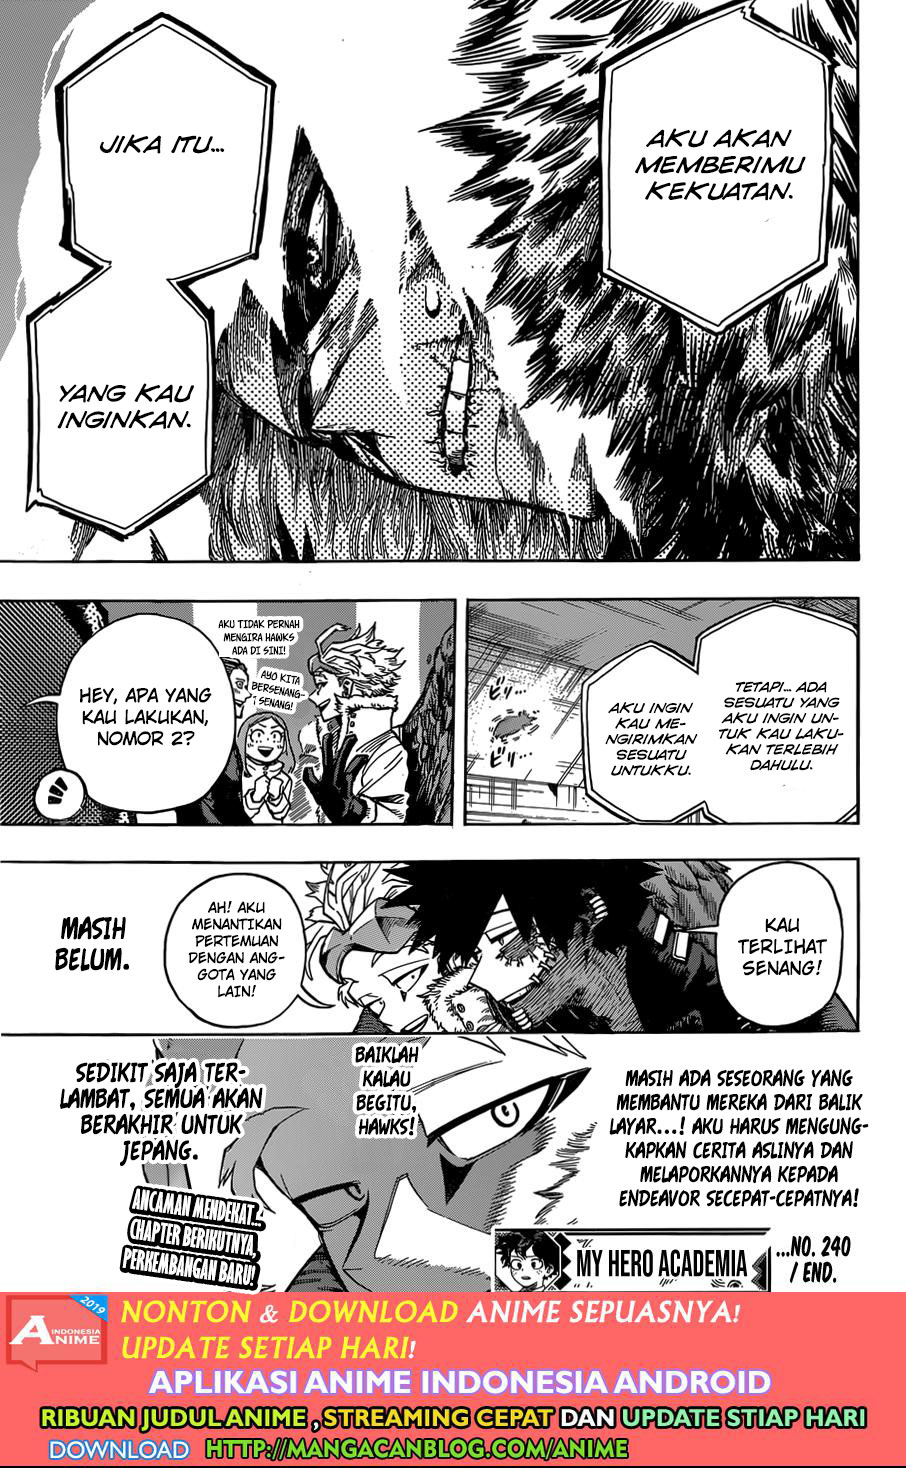 AKU AKAN
MEMBERIMU
KEKUATAN.
JIKA ITU...
YANG KAU
INGINKAN.
TETAPI... ADA
SESUATU YANG
AKU INGIN UN-
TUK KAU LAKU-
KAN TERLEBIH
DAHULU.
AKU INGIN
KAU ME-
NGIRIMKAN
SESUATU
UNTUKKU.
ビリ…
ビリ…
AKU TIDAK PERNAH
MENGIRA HAWKS
ADA DI SINI!
AYO KITA
BERSENANG-
SENANG!
HEY, APA YANG
KAU LAKUKAN,
NOMOR 2?
KAU
TERLIHAT
SENANG!
AH! AKU
MENANTIKAN
PERTEMUAN
DENGAN ANG-
GOTA YANG
LAIN!
MASIH
BELUM.
MASIH ADA SESEORANG YANG
MEMBANTU MEREKA DARI BALIK
LAYAR...! AKU HARUS MENGUNG-
KAPKAN CERITA ASLINYA DAN
MELAPORKANNYA KEPADA
ENDEAVOR SECEPAT-CEPATNYA!
BAIKLAH
KALAU
BEGITU,
HAWKS!
SEDIKIT SAJA TER-
LAMBAT, SEMUA AKAN
BERAKHIR UNTUK
JEPANG.
ANCAMAN MENDEKAT...
CHAPTER BERIKUTNYA,
PERKEMBANGAN BARU!
MY HERO ACADEMIA
...NO. 240
/ END.
2019
INDONESIA
ANIME
NONTON & DOWNLOAD ANIME SEPUASNYA!
UPDATE SETIAP HARI!
APLIKASI ANIME INDONESIA ANDROID
RIBUAN JUDUL ANIME , STREAMING CEPAT DAN UPDATE STIAP HARI
DOWNLOAD HTTP://MANGACANBLOG.COM/ANIME